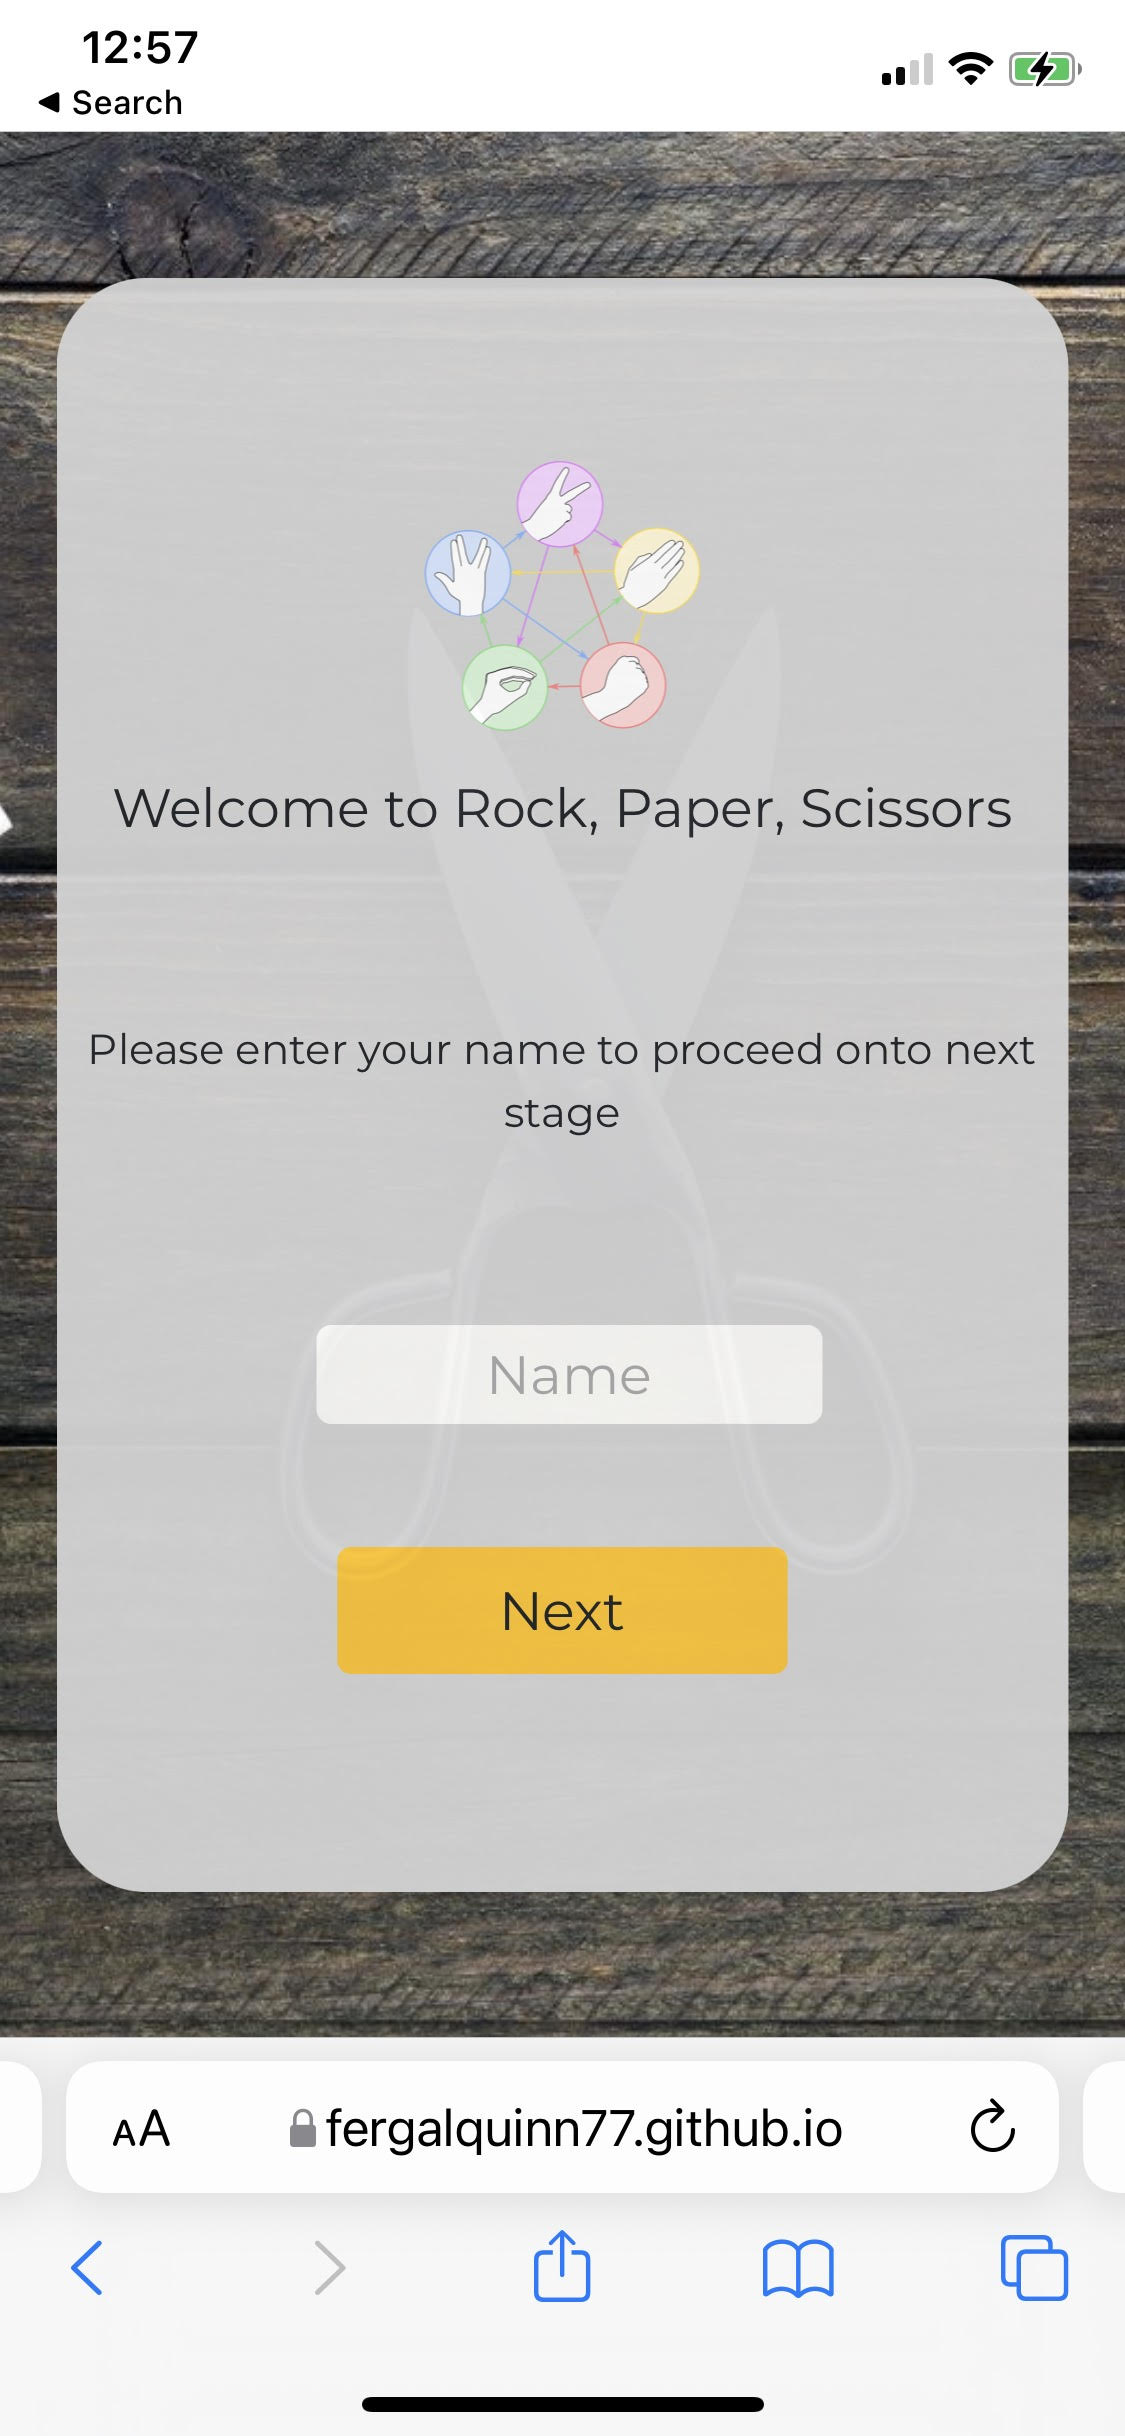 12:57
◀ Search
Welcome to Rock, Paper, Scissors
Please enter your name to proceed onto next
stage
Name
Next
AA fergalquinn77.github.io